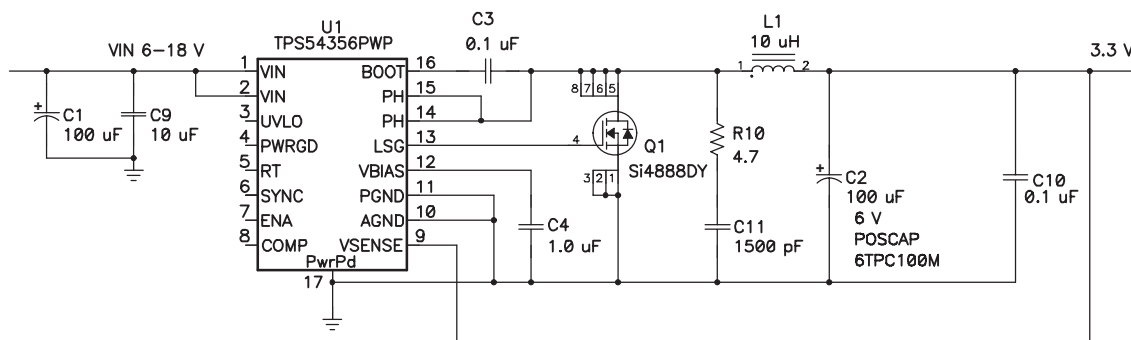 U1
TPS54356PWP
VIN 6–18 V
C3
0.1 uF
L1
10 uH
3.3 V
1 VIN BOOT 16
2 VIN PH 15
3 UVLO PH 14
4 PWRGD LSG 13
5 RT VBIAS 12
6 SYNC PGND 11
7 ENA AGND 10
8 COMP VSENSE 9
PwrPd
17
+
C1
100 uF
C9
10 uF
C4
1.0 uF
8 7 6 5
4
3 2 1
Q1
Si4888DY
1 2
R10
4.7
C11
1500 pF
+
C2
100 uF
6 V
POSCAP
6TPC100M
C10
0.1 uF